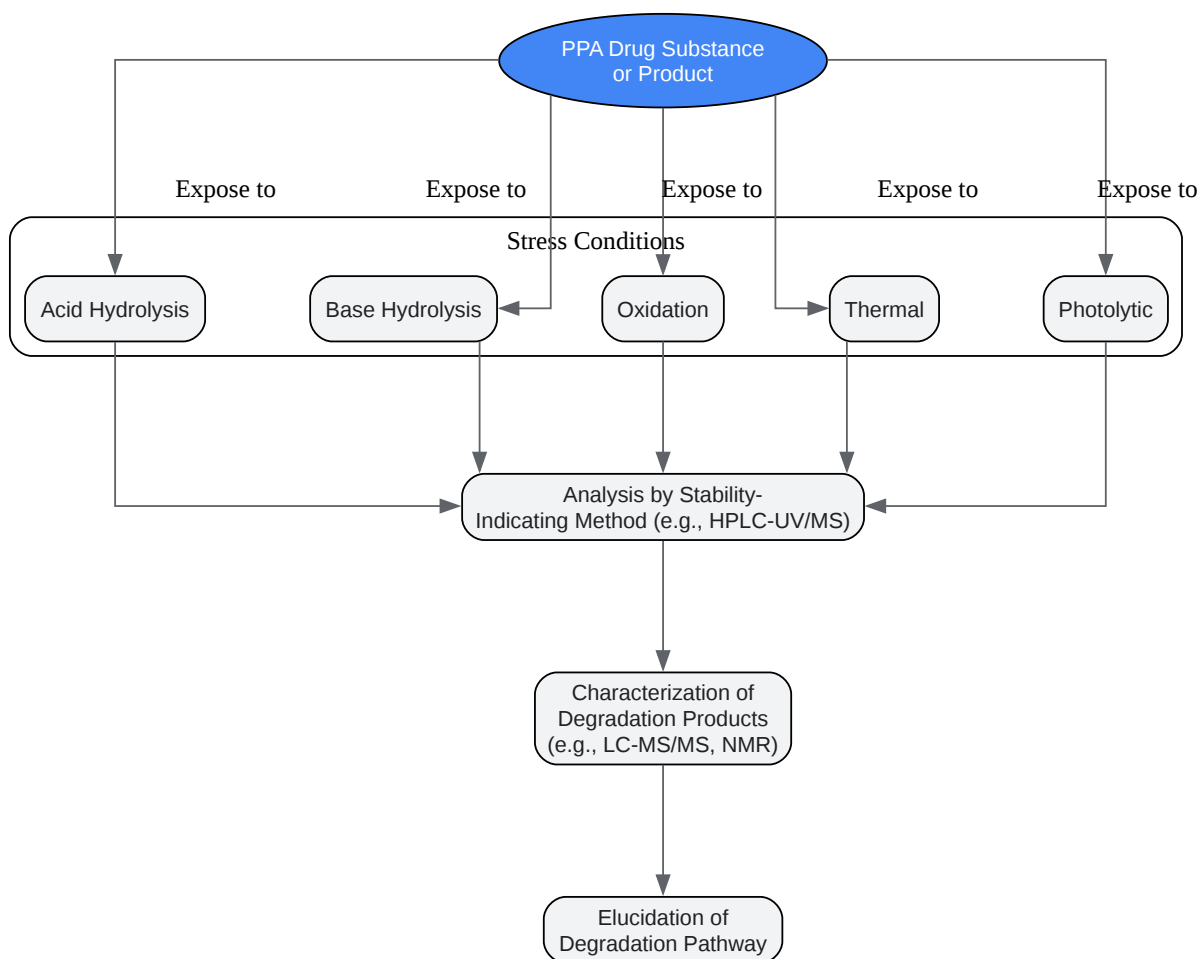 PPA Drug Substance
or Product
Expose to
Expose to
Expose to
Expose to
Expose to
Stress Conditions
Acid Hydrolysis
Base Hydrolysis
Oxidation
Thermal
Photolytic
Analysis by Stability-
Indicating Method (e.g., HPLC-UV/MS)
Characterization of
Degradation Products
(e.g., LC-MS/MS, NMR)
Elucidation of
Degradation Pathway